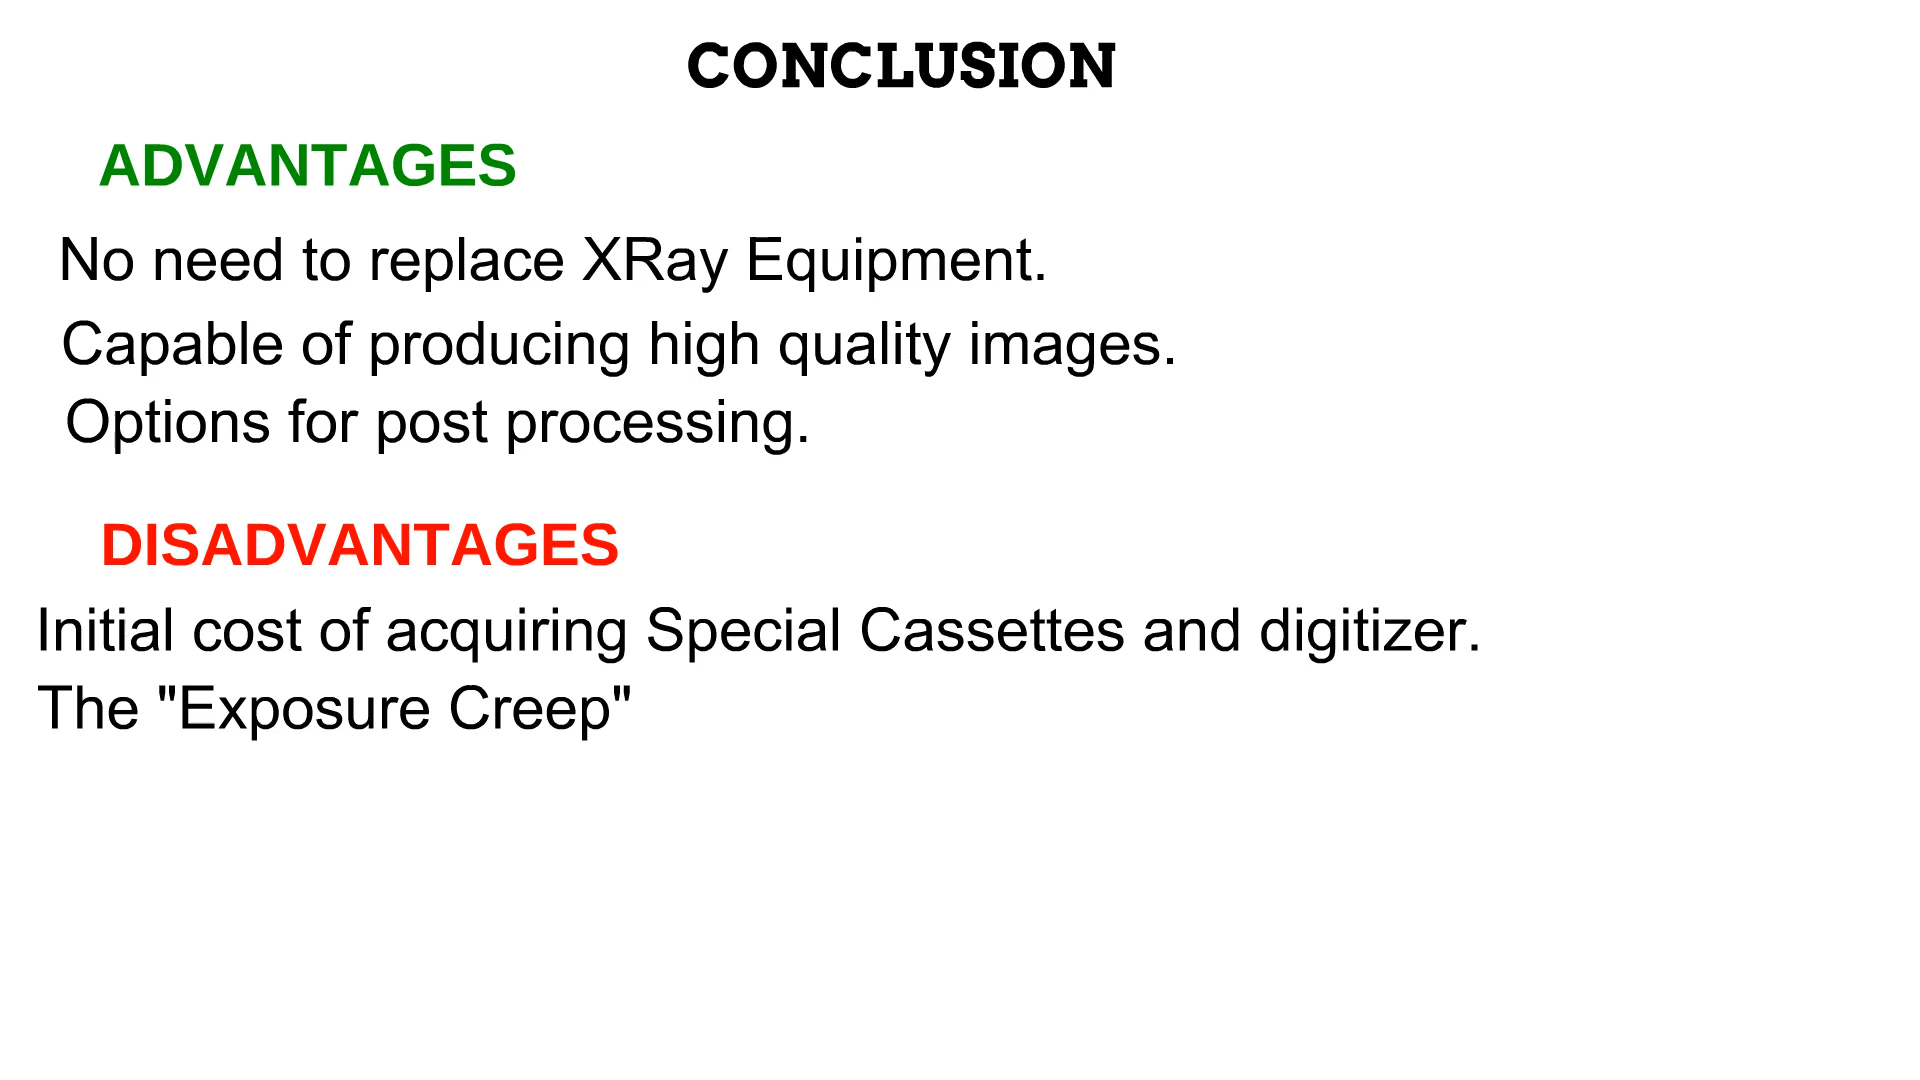 CONCLUSION
ADVANTAGES
No need to replace XRay Equipment.
Capable of producing high quality images.
Options for post processing.
DISADVANTAGES
Initial cost of acquiring Special Cassettes and digitizer.
The "Exposure Creep"